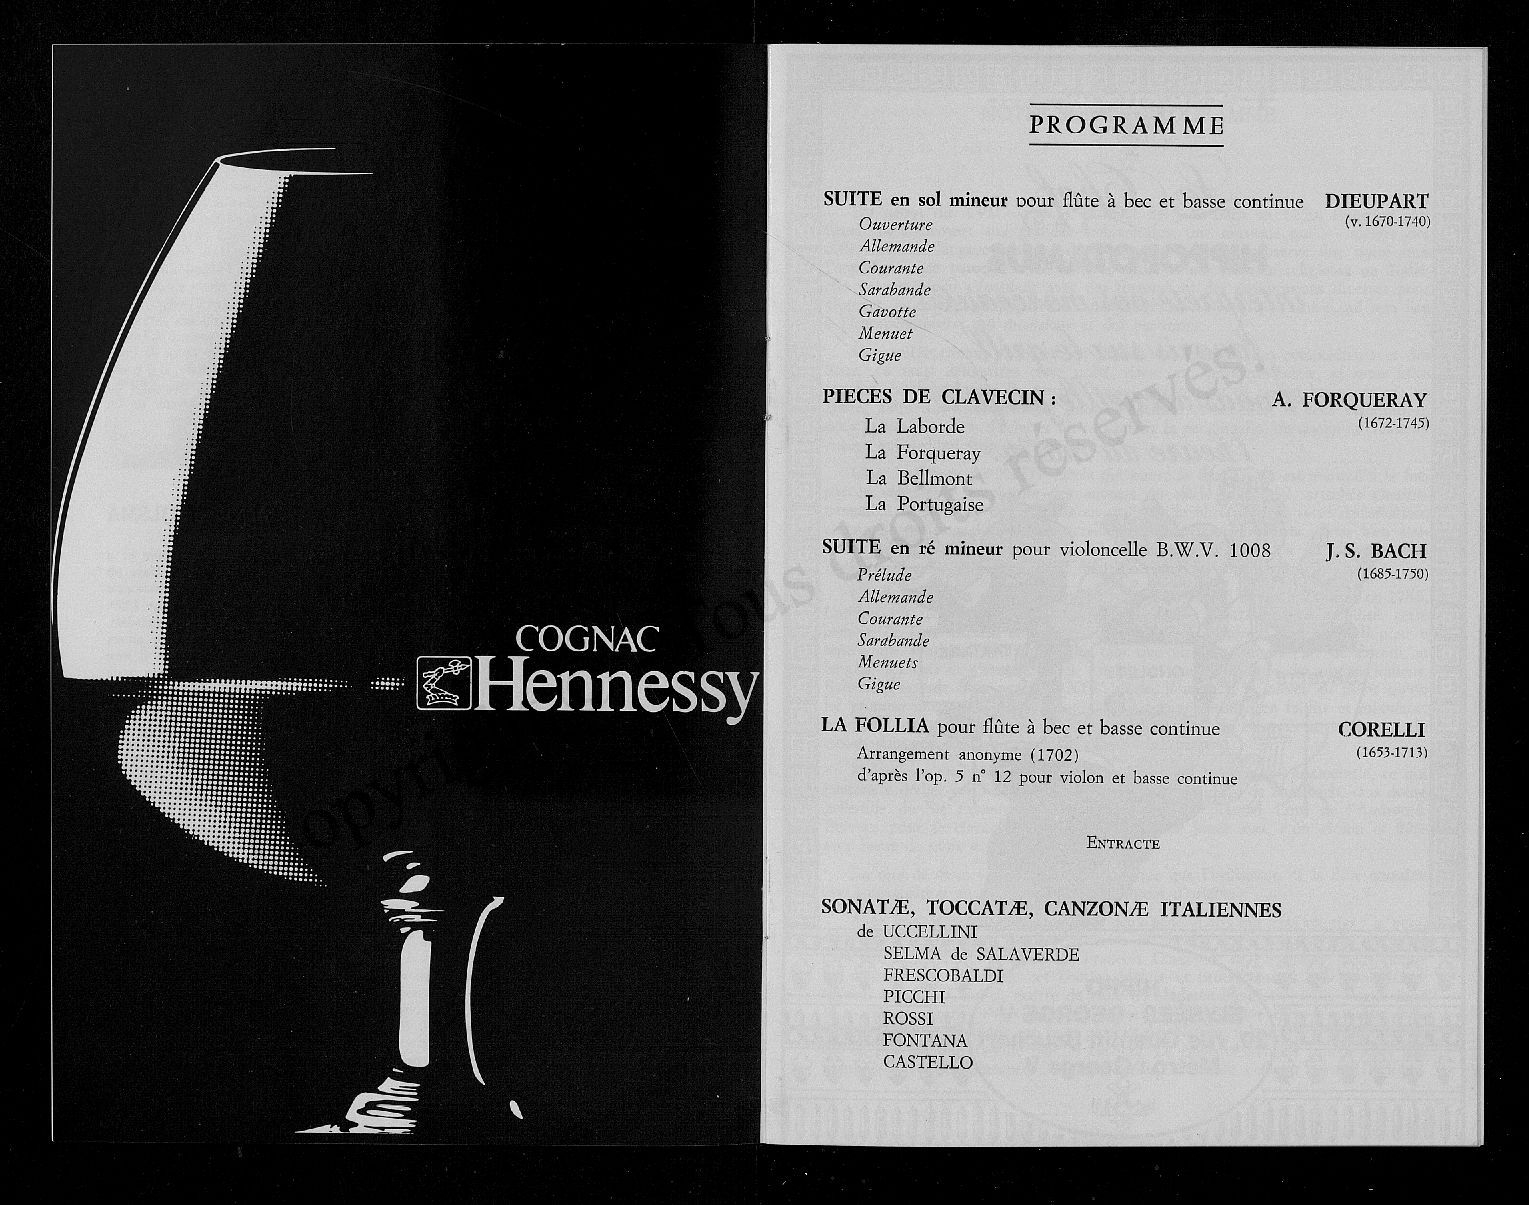 COGNAC
Hennessy
PROGRAMME
SUITE en sol mineur pour flûte à bec et basse continue DIEUPART
(v. 1670-1740)
Ouverture
Allemande
Courante
Sarabande
Gavotte
Menuet
Gigue
PIECES DE CLAVECIN : A. FORQUERAY
(1672-1745)
La Laborde
La Forqueray
La Bellmont
La Portugaise
SUITE en ré mineur pour violoncelle B.W.V. 1008 J. S. BACH
(1685-1750)
Prélude
Allemande
Courante
Sarabande
Menuets
Gigue
LA FOLLIA pour flûte à bec et basse continue CORELLI
Arrangement anonyme (1702) (1653-1713)
d'après l'op. 5 n° 12 pour violon et basse continue
ENTRACTE
SONATÆ, TOCCATÆ, CANZONÆ ITALIENNES
de UCCELLINI
SELMA de SALAVERDE
FRESCOBALDI
PICCHI
ROSSI
FONTANA
CASTELLO
droits réservés.